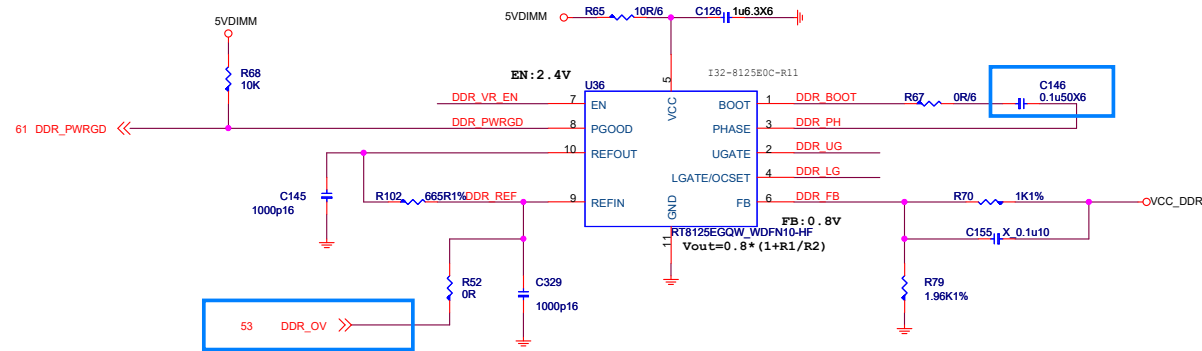 5VDIMM
R65
10R/6
C126
1u6.3X6
5VDIMM
R68
10K
EN:2.4V
I32-8125E0C-R11
U36
5
VCC
C146
0.1u50X6
DDR_VR_EN
7
EN
BOOT
1
DDR_BOOT
R67
0R/6
61 DDR_PWRGD
DDR_PWRGD
8
PGOOD
PHASE
3
DDR_PH
10
REFOUT
UGATE
2
DDR_UG
LGATE/OCSET
4
DDR_LG
C145
1000p16
R102
665R1%
DDR_REF
9
REFIN
GND
11
FB
6
DDR_FB
R70
1K1%
VCC_DDR
FB:0.8V
RT8125EGQW_WDFN10-HF
Vout=0.8*(1+R1/R2)
C155
X_0.1u10
R52
0R
C329
1000p16
R79
1.96K1%
53 DDR_OV